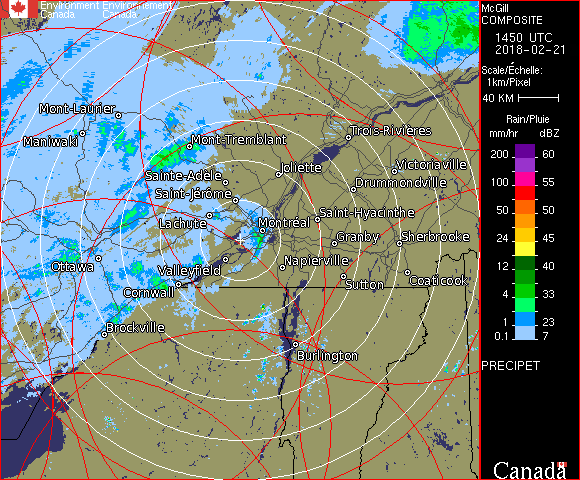 Environment Environnement
Canada Canada
McGill
COMPOSITE
1450 UTC
2018-02-21
Scale/Échelle:
1km/Pixel
40 KM
Rain/Pluie
mm/hr dBZ
200 60
55
100 55
50 50
45
24 45
35
12 40
4 33
1 23
0.1 7
PRECIPET
Canada
Mont-Laurier
Maniwaki
Mont-Tremblant
Trois-Rivières
Sainte-Adèle
Joliette
Victoriaville
Saint-Jérôme
Drummondville
Lachute
Montréal
Saint-Hyacinthe
Granby
Sherbrooke
Ottawa
Valleyfield
Napierville
Cornwall
Sutton
Coaticook
Brockville
Burlington